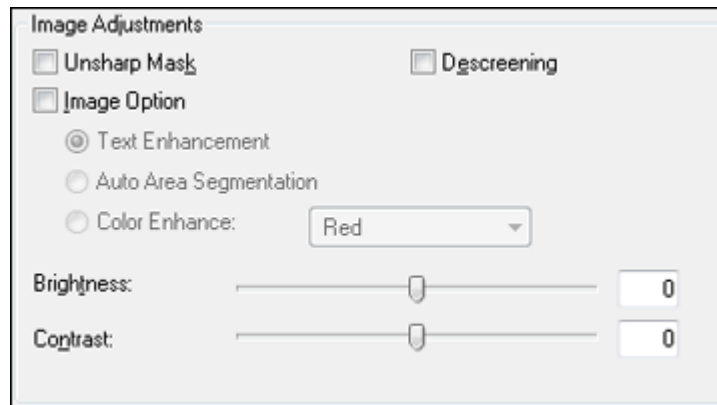 Image Adjustments
Unsharp Mask Descreening
Image Option
Text Enhancement
Auto Area Segmentation
Color Enhance: Red
Brightness: 0
Contrast: 0